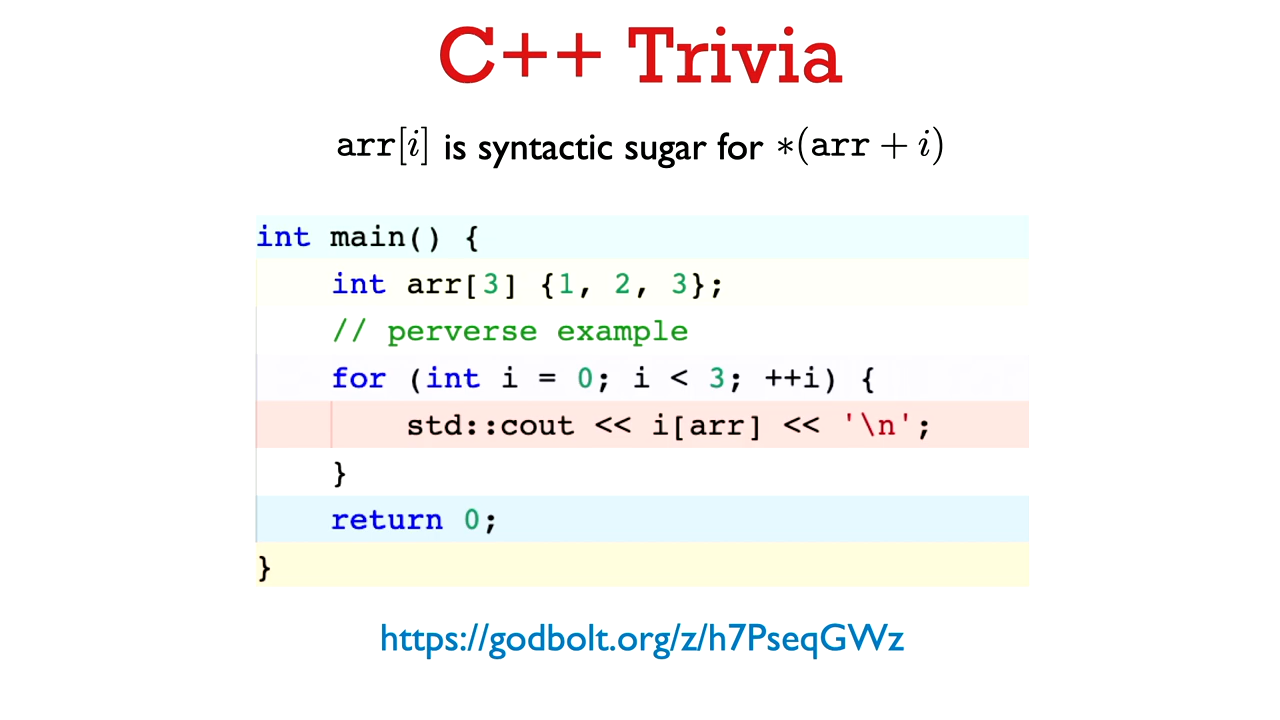 C++ Trivia
arr[i] is syntactic sugar for *(arr + i)
int main() {
    int arr[3] {1, 2, 3};
    // perverse example
    for (int i = 0; i < 3; ++i) {
        std::cout << i[arr] << '\n';
    }
    return 0;
}
https://godbolt.org/z/h7PseqGWz